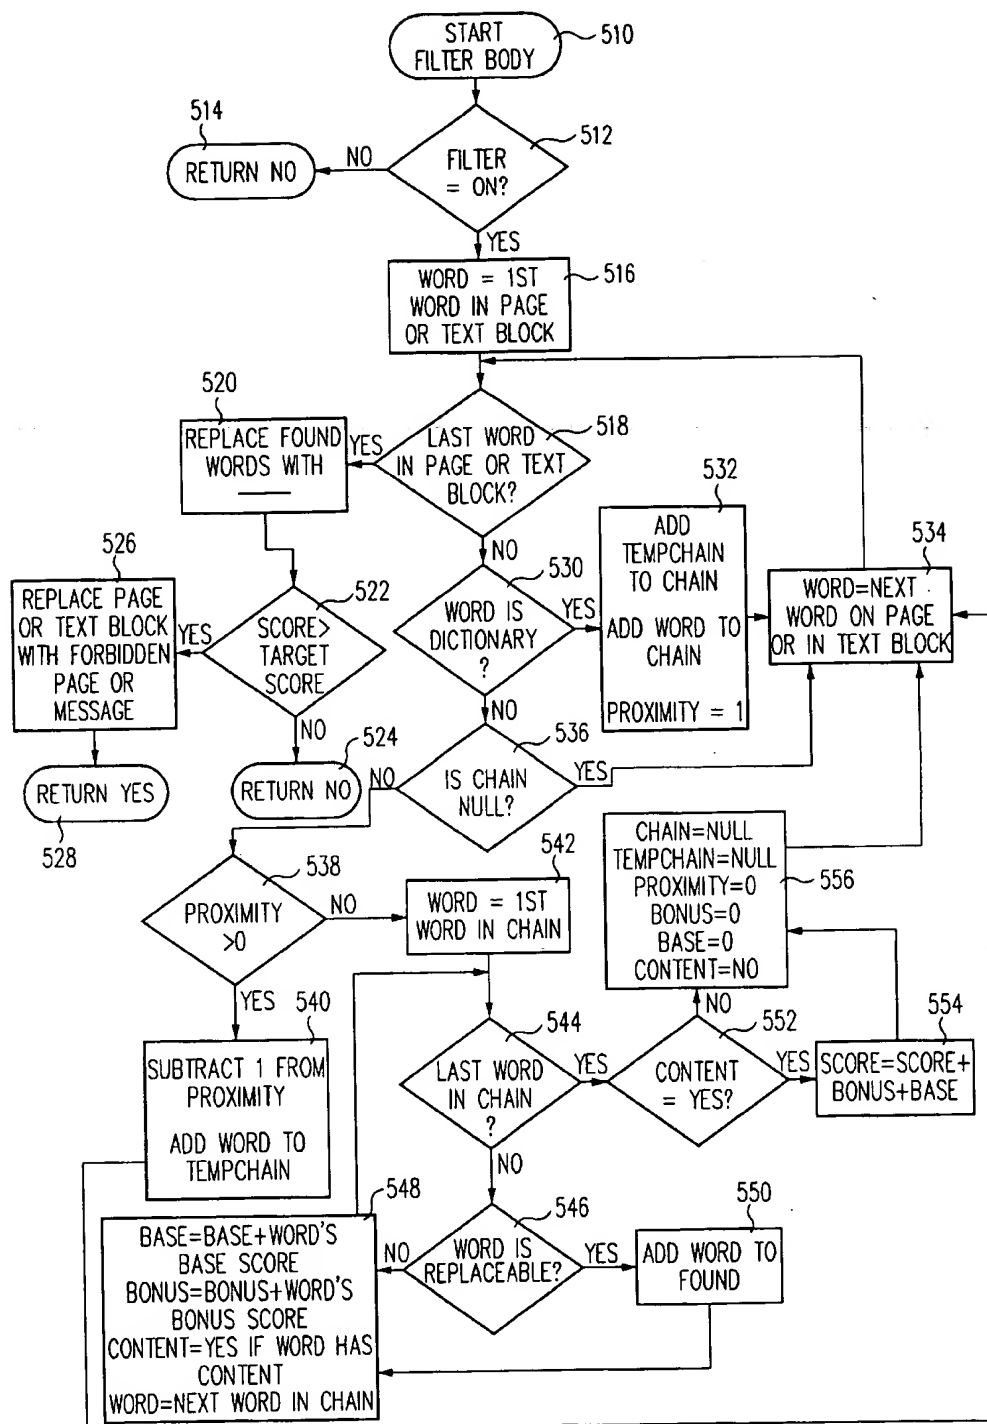 START
FILTER BODY
510
514
RETURN NO
NO
FILTER
= ON?
512
YES
WORD = 1ST
WORD IN PAGE
OR TEXT BLOCK
516
520
REPLACE FOUND
WORDS WITH
YES
LAST WORD
IN PAGE OR TEXT
BLOCK?
518
NO
532
ADD
TEMPCHAIN
TO CHAIN
ADD WORD TO
CHAIN
PROXIMITY = 1
534
WORD=NEXT
WORD ON PAGE
OR IN TEXT BLOCK
526
REPLACE PAGE
OR TEXT BLOCK
WITH FORBIDDEN
PAGE OR
MESSAGE
YES
SCORE>
TARGET
SCORE
522
NO
530
WORD IS
DICTIONARY
?
YES
NO
RETURN YES
528
524
RETURN NO
NO
536
IS CHAIN
NULL?
YES
538
PROXIMITY
>0
NO
YES
542
WORD = 1ST
WORD IN CHAIN
CHAIN=NULL
TEMPCHAIN=NULL
PROXIMITY=0
BONUS=0
BASE=0
CONTENT=NO
556
NO
540
SUBTRACT 1 FROM
PROXIMITY
ADD WORD TO
TEMPCHAIN
544
LAST WORD
IN CHAIN
?
YES
NO
552
CONTENT
= YES?
YES
554
SCORE=SCORE+
BONUS+BASE
548
BASE=BASE+WORD'S
BASE SCORE
BONUS=BONUS+WORD'S
BONUS SCORE
CONTENT=YES IF WORD HAS
CONTENT
WORD=NEXT WORD IN CHAIN
NO
546
WORD IS
REPLACEABLE?
YES
550
ADD WORD TO
FOUND